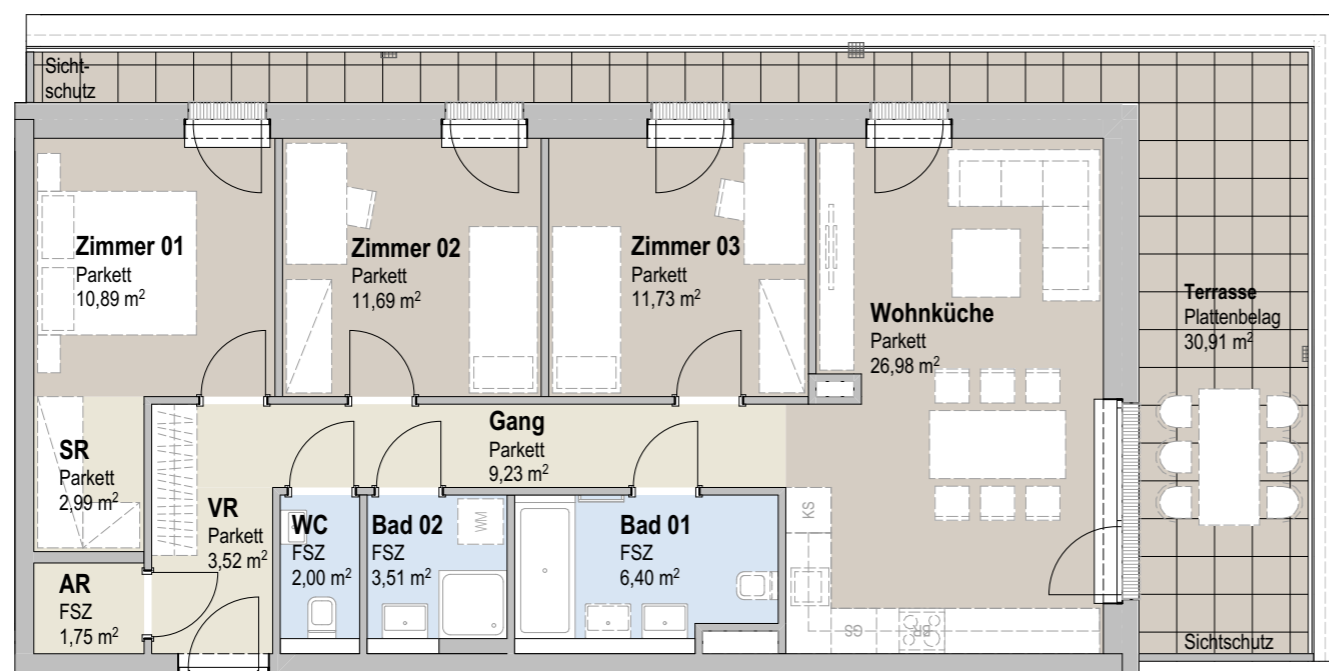 Sicht-
schutz
Zimmer 01
Parkett
10,89 m²
Zimmer 02
Parkett
11,69 m²
Zimmer 03
Parkett
11,73 m²
Wohnküche
Parkett
26,98 m²
Terrasse
Plattenbelag
30,91 m²
SR
Parkett
2,99 m²
Gang
Parkett
9,23 m²
VR
Parkett
3,52 m²
WC
FSZ
2,00 m²
Bad 02
FSZ
3,51 m²
WM
Bad 01
FSZ
6,40 m²
KS
AR
FSZ
1,75 m²
GS
Sichtschutz